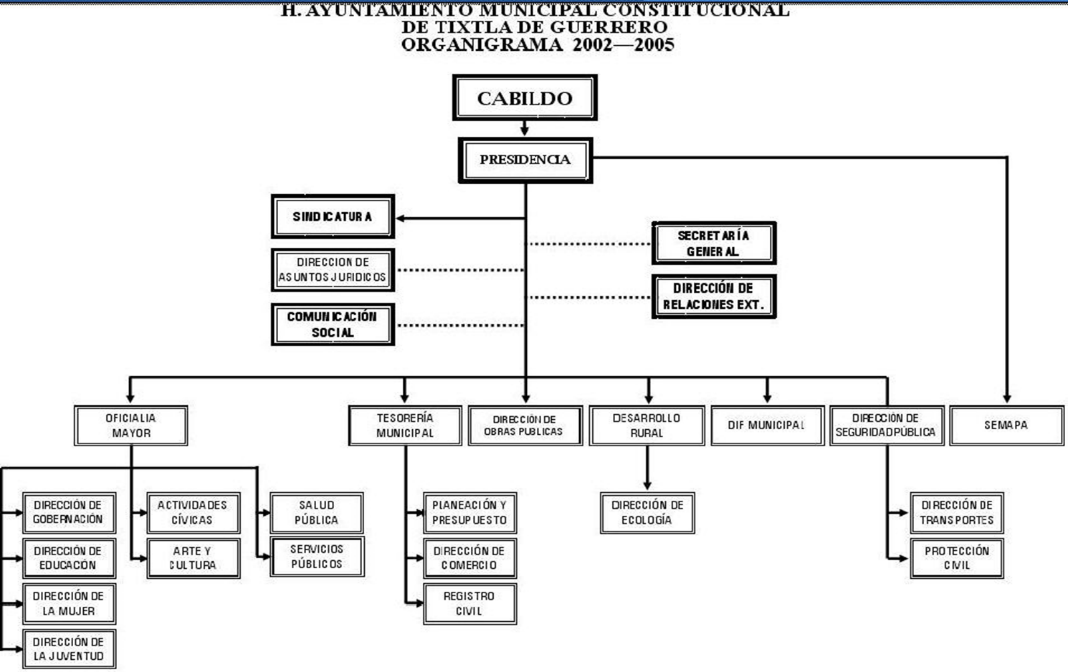 H. AYUNTAMIENTO MUNICIPAL CONSTITUCIONAL
DE TIXTLA DE GUERRERO
ORGANIGRAMA 2002—2005
CABILDO
PRESIDENCIA
SINDICATURA
SECRETARÍA
GENERAL
DIRECCION DE
ASUNTOS JURIDICOS
DIRECCIÓN DE
RELACIONES EXT.
COMUNICACIÓN
SOCIAL
OFICIALIA
MAYOR
TESORERÍA
MUNICIPAL
DIRECCIÓN DE
OBRAS PUBLICAS
DESARROLLO
RURAL
DIF MUNICIPAL
DIRECCIÓN DE
SEGURIDAD PÚBLICA
SEMAPA
DIRECCIÓN DE
GOBERNACIÓN
ACTIVIDADES
CÍVICAS
SALUD
PÚBLICA
PLANEACIÓN Y
PRESUPUESTO
DIRECCIÓN DE
ECOLOGÍA
DIRECCIÓN DE
TRANSPORTES
DIRECCIÓN DE
EDUCACIÓN
ARTE Y
CULTURA
SERVICIOS
PÚBLICOS
DIRECCIÓN DE
COMERCIO
PROTECCIÓN
CIVIL
DIRECCIÓN DE
LA MUJER
REGISTRO
CIVIL
DIRECCIÓN DE
LA JUVENTUD